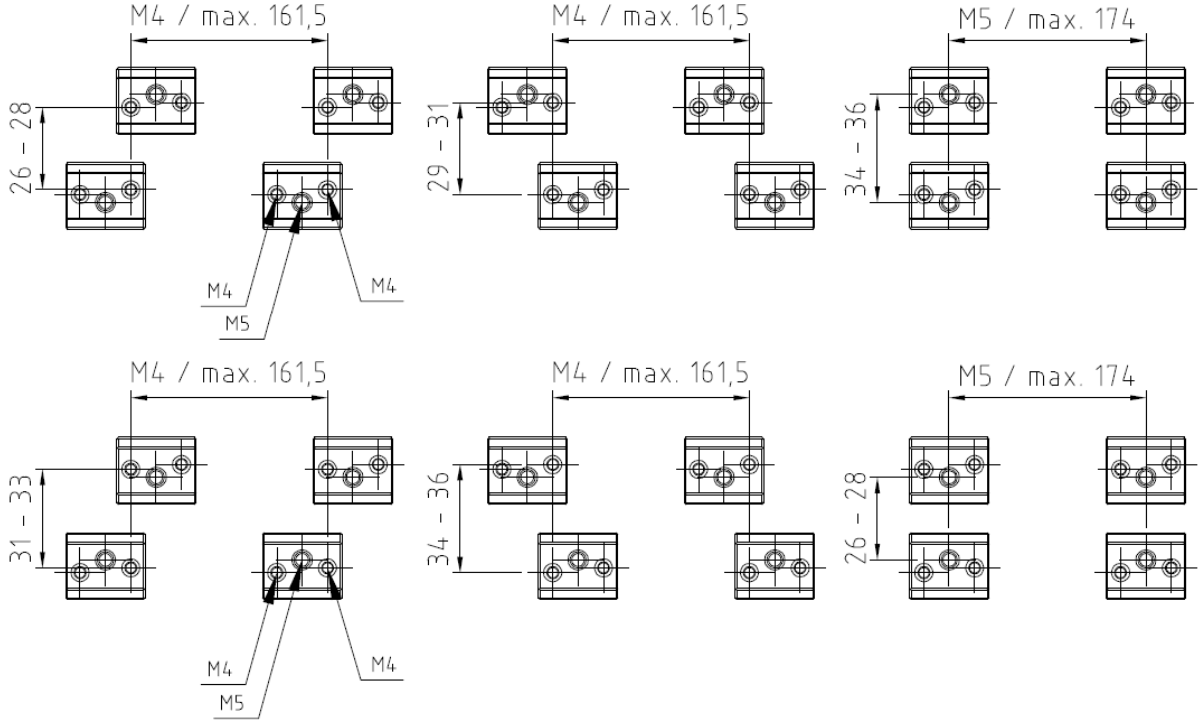 M4 / max. 161,5
M4 / max. 161,5
M5 / max. 174
26 - 28
29 - 31
34 - 36
M4
M4
M5
M4 / max. 161,5
M4 / max. 161,5
M5 / max. 174
31 - 33
34 - 36
26 - 28
M4
M4
M5